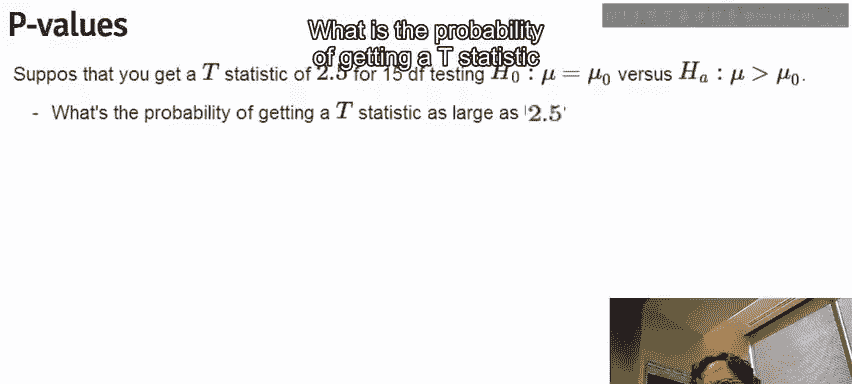 P-values
What is the probability
of getting a T statistic
Suppos that you get a T statistic of 2.5 for 15 df testing H₀ : μ = μ₀ versus Hₐ : μ > μ₀.
- What's the probability of getting a T statistic as large as '2.5'